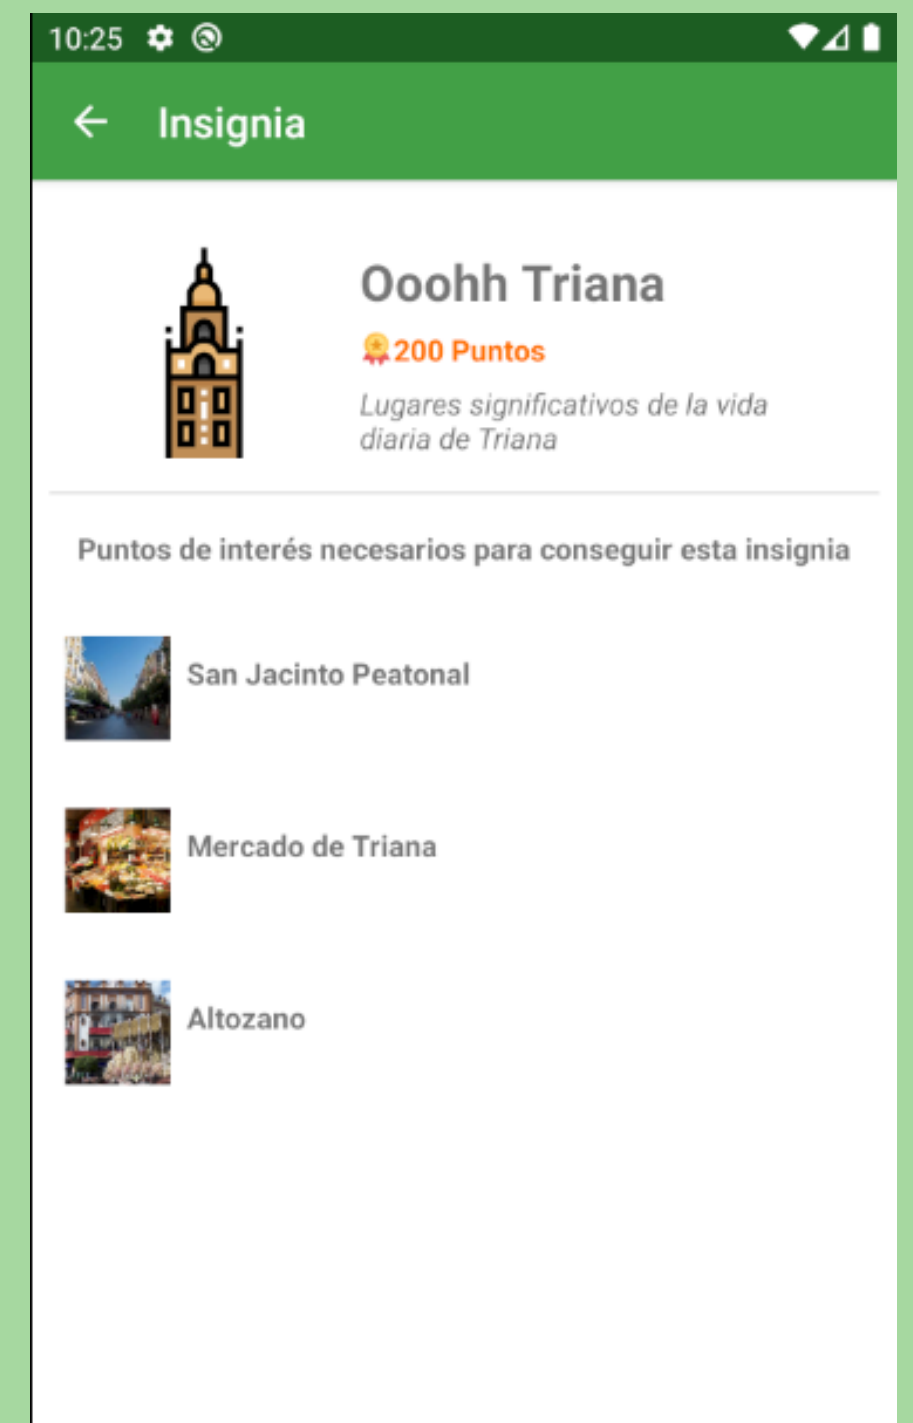 10:25
Insignia
Ooohh Triana
200 Puntos
Lugares significativos de la vida
diaria de Triana
Puntos de interés necesarios para conseguir esta insignia
San Jacinto Peatonal
Mercado de Triana
Altozano